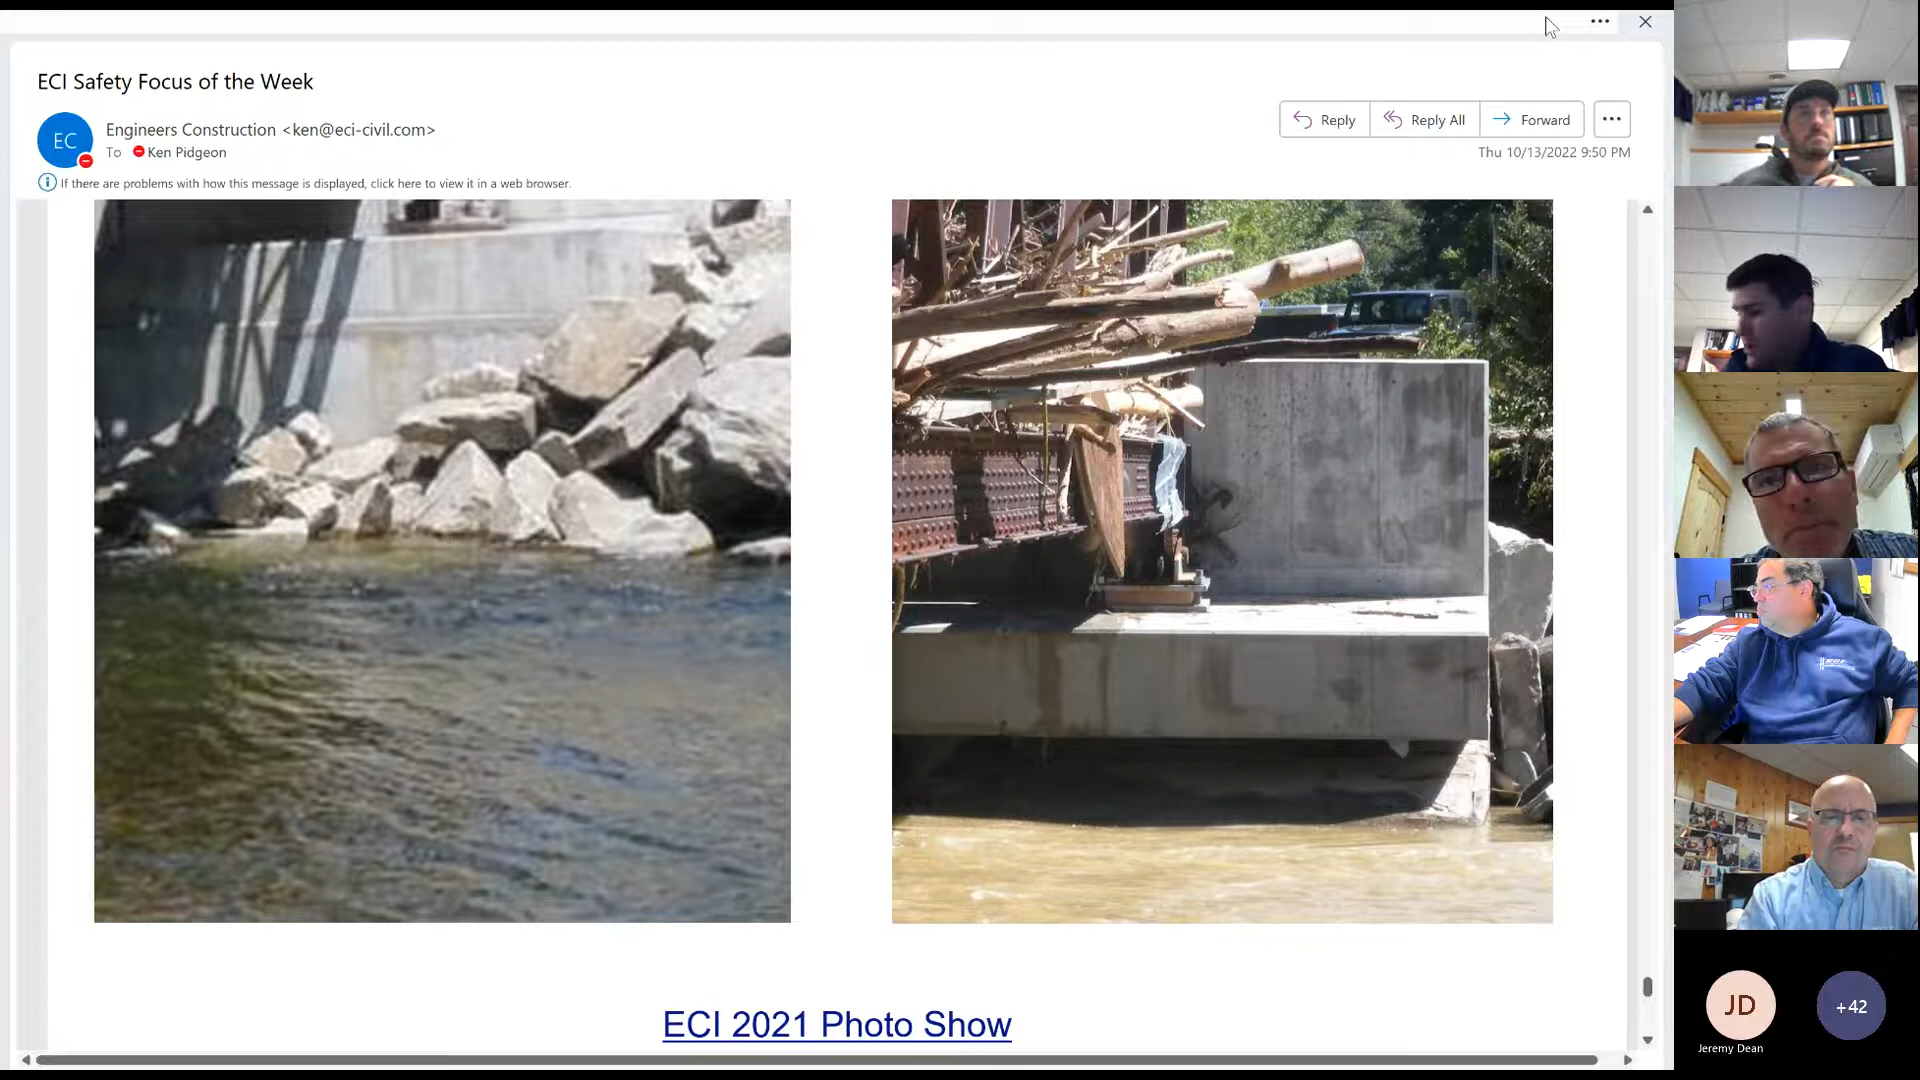 ECI Safety Focus of the Week
EC
Engineers Construction <ken@eci-civil.com>
To Ken Pidgeon
Reply
Reply All
Forward
Thu 10/13/2022 9:50 PM
If there are problems with how this message is displayed, click here to view it in a web browser.
ECI 2021 Photo Show
JD
Jeremy Dean
+42